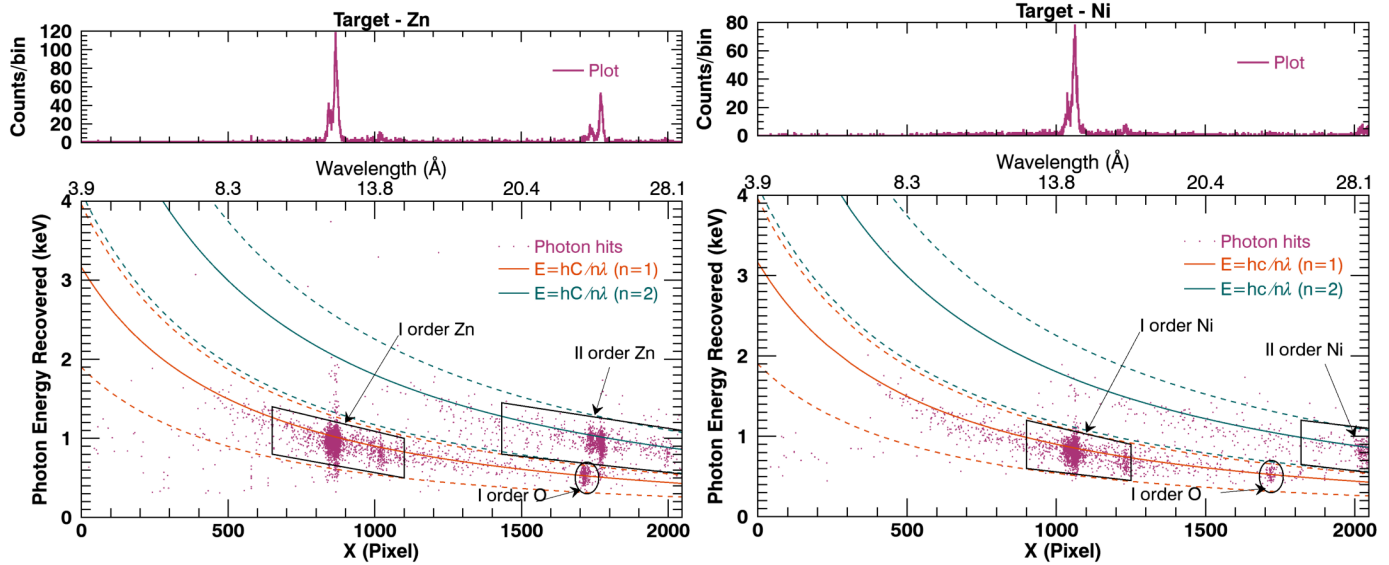 Target - Zn
120
100
80
60
40
20
0
Counts/bin
Plot
Wavelength (Å)
3.9 8.3 13.8 20.4 28.1
4
3
2
1
0
Photon Energy Recovered (keV)
Photon hits
E=hC/nλ (n=1)
E=hC/nλ (n=2)
I order Zn
II order Zn
I order O
0 500 1000 1500 2000
X (Pixel)
Target - Ni
80
60
40
20
0
Counts/bin
Plot
Wavelength (Å)
3.9 8.3 13.8 20.4 28.1
4
3
2
1
0
Photon Energy Recovered (keV)
Photon hits
E=hc/nλ (n=1)
E=hc/nλ (n=2)
I order Ni
II order Ni
I order O
0 500 1000 1500 2000
X (Pixel)